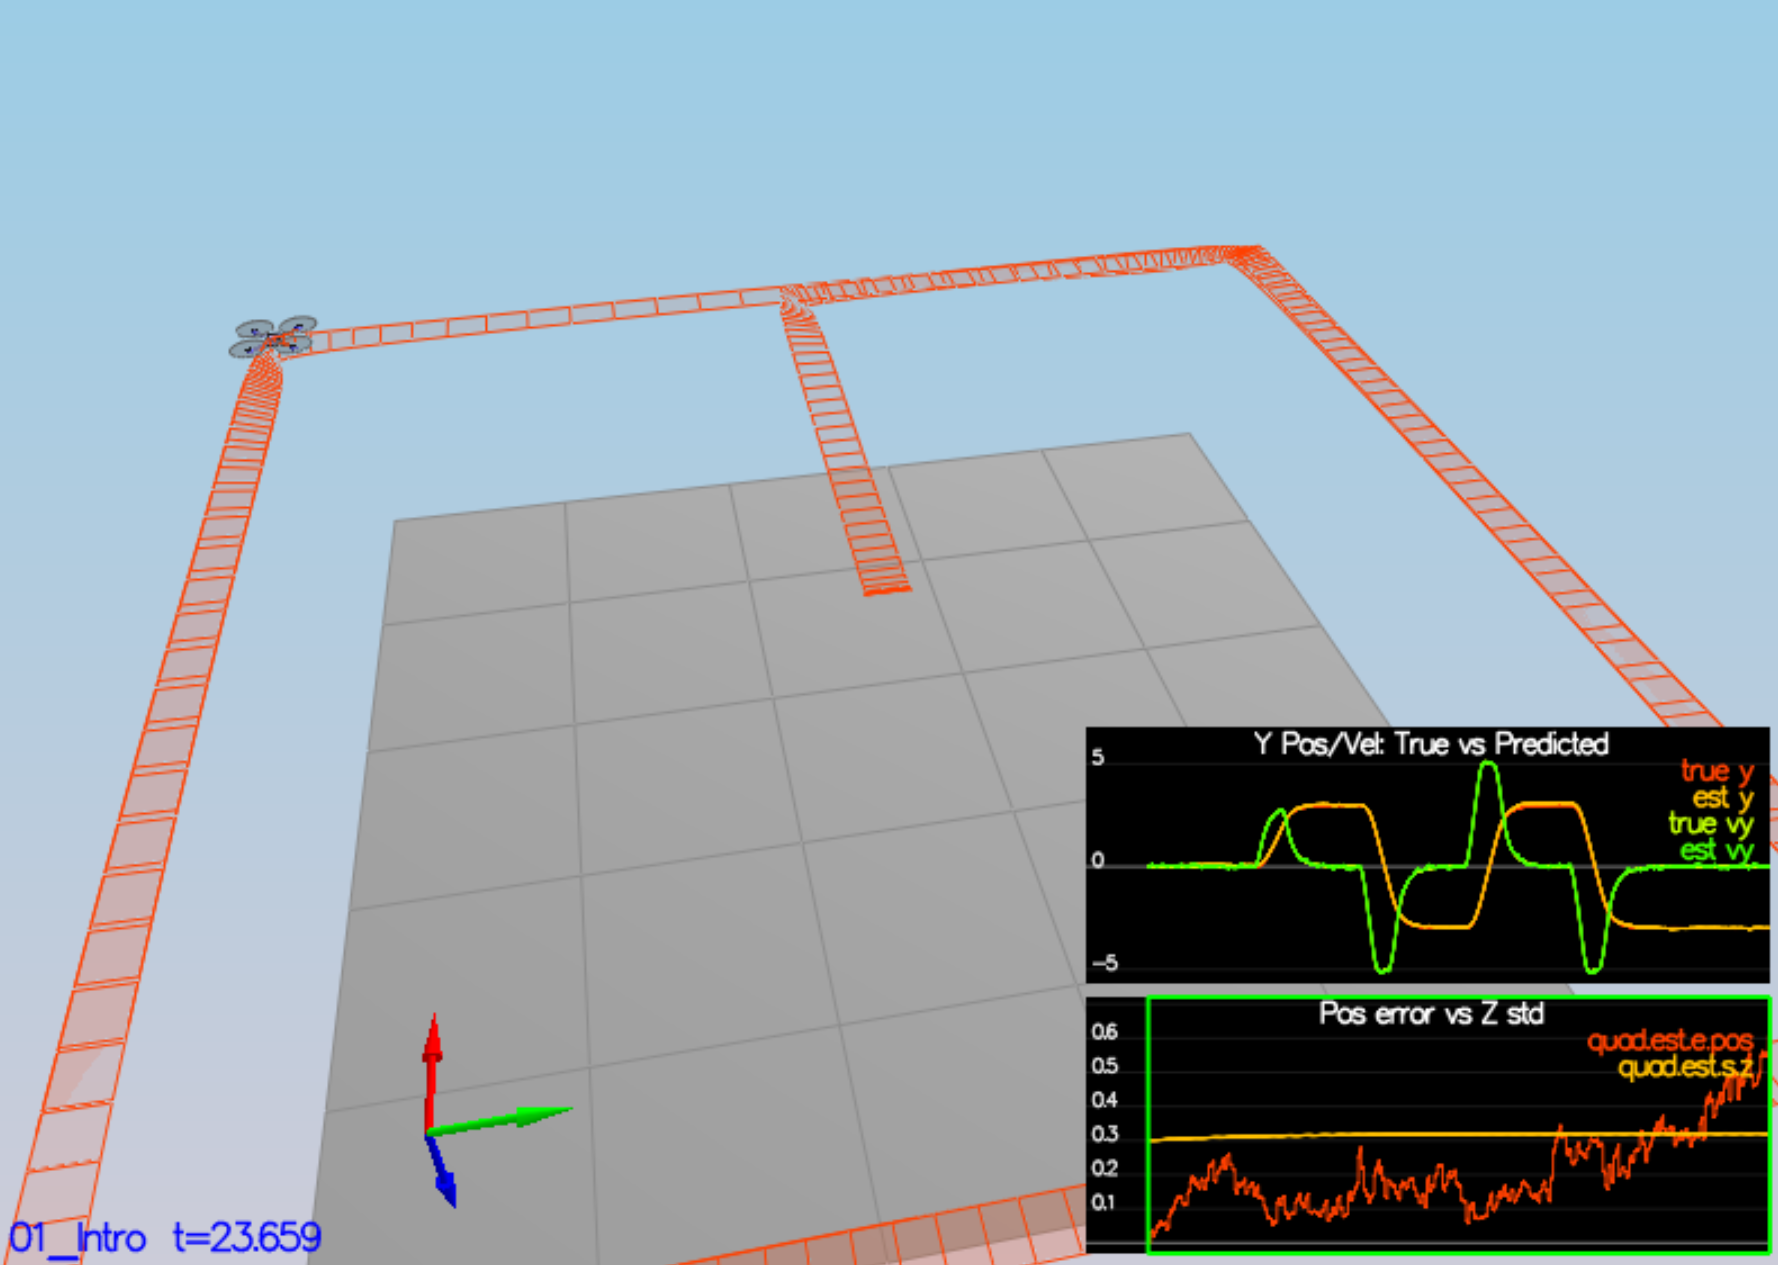 Y Pos/Vel: True vs Predicted
5
true y
est y
true vy
0
est vy
-5
Pos error vs Z std
0.6
quad.est.e.pos
0.5
quad.est.s.z
0.4
0.3
0.2
0.1
01_Intro t=23.659